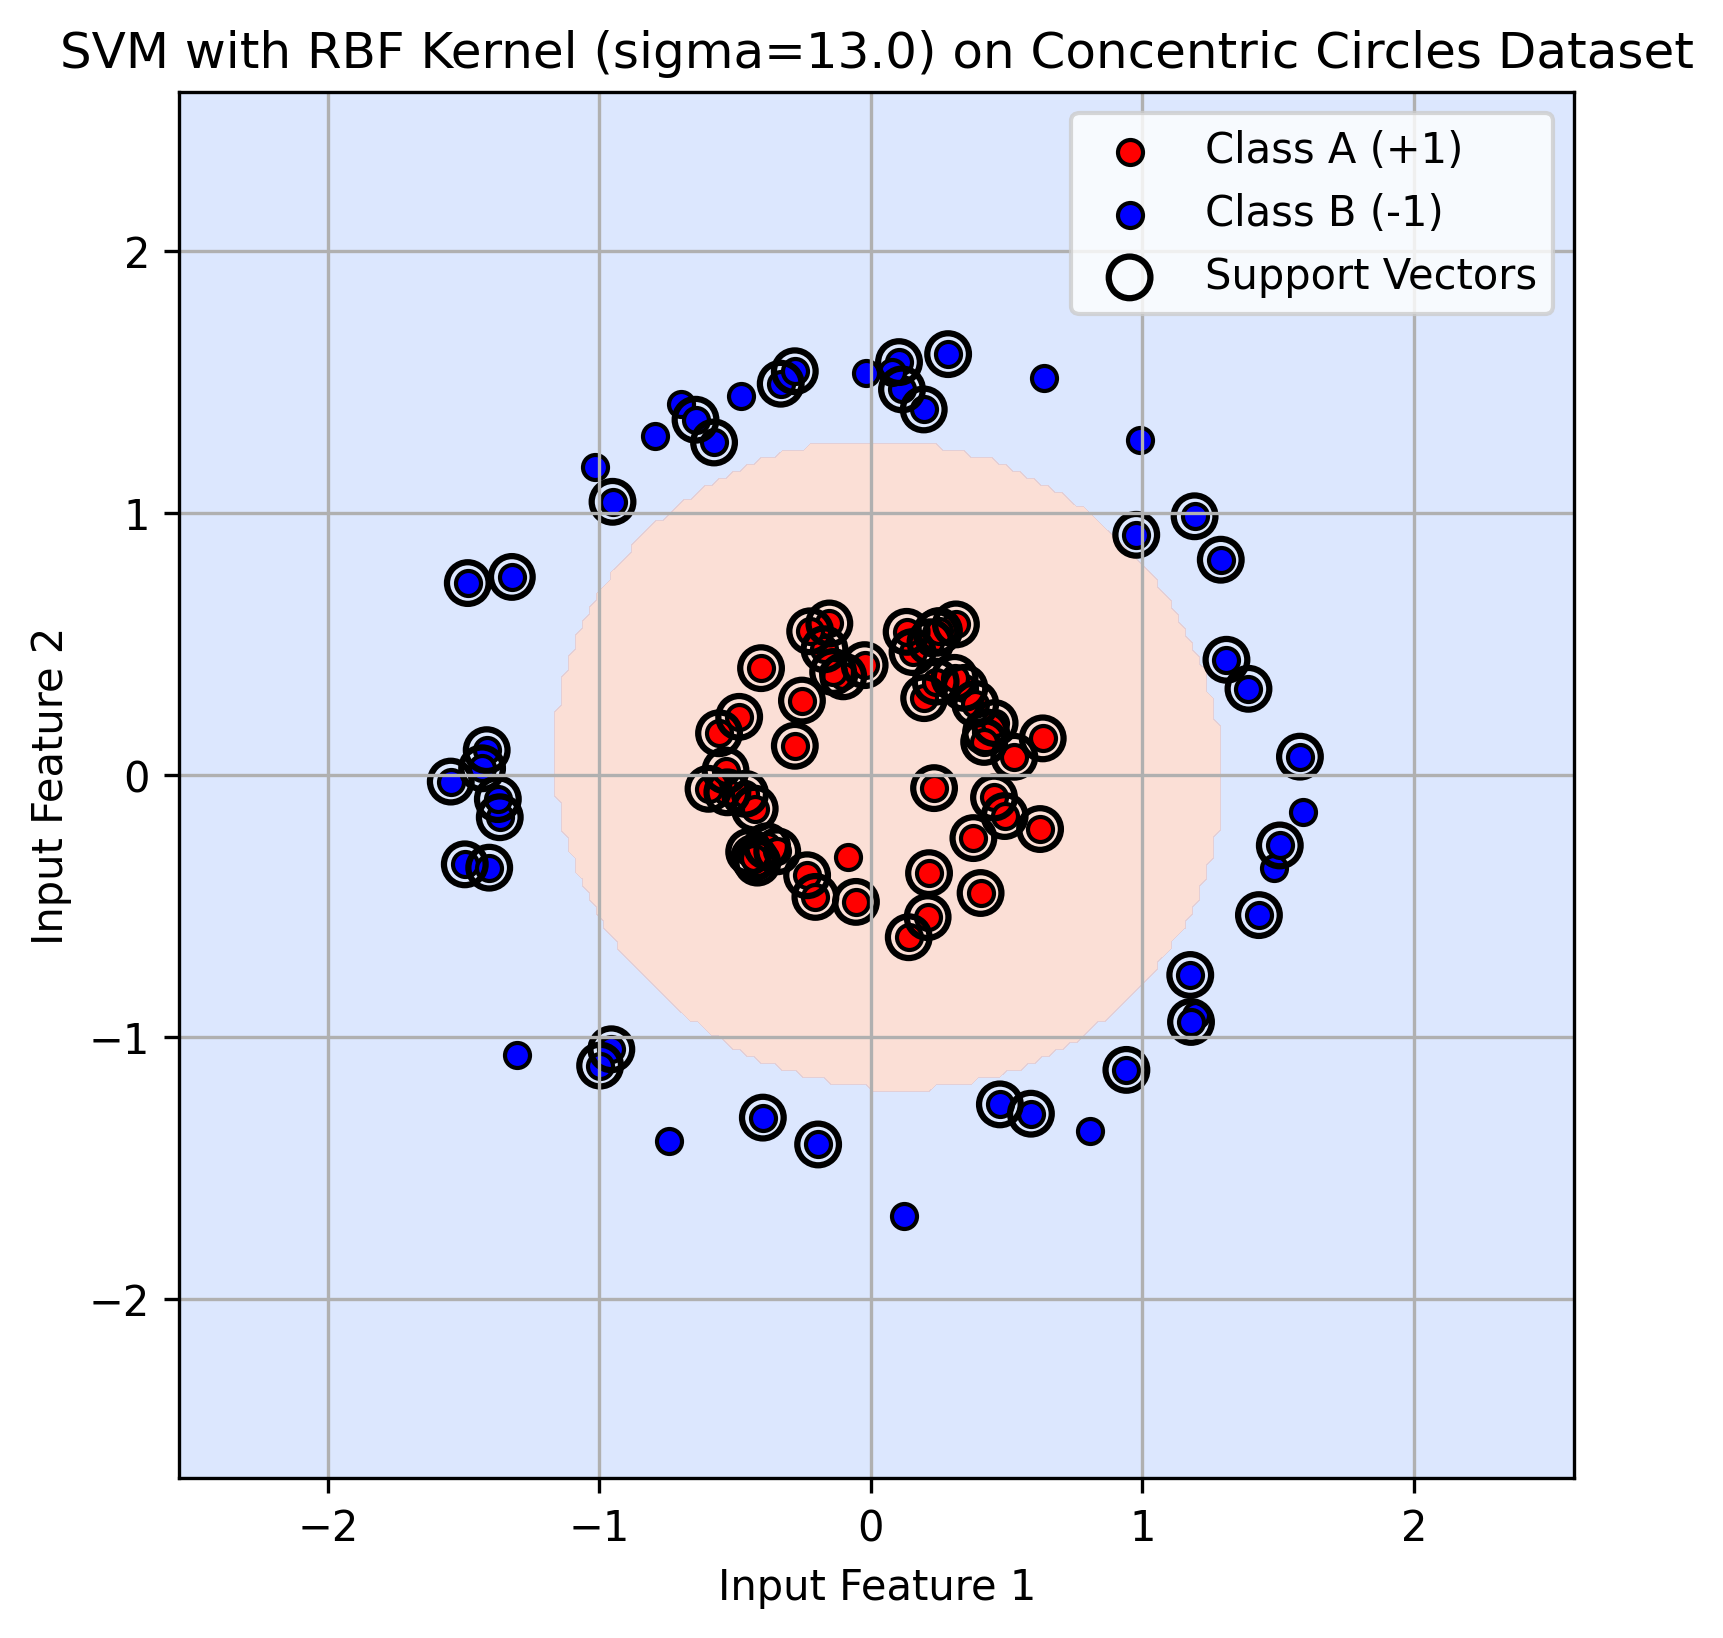 SVM with RBF Kernel (sigma=13.0) on Concentric Circles Dataset
Class A (+1)
Class B (-1)
Support Vectors
2
1
0
−1
−2
Input Feature 2
−2
−1
0
1
2
Input Feature 1